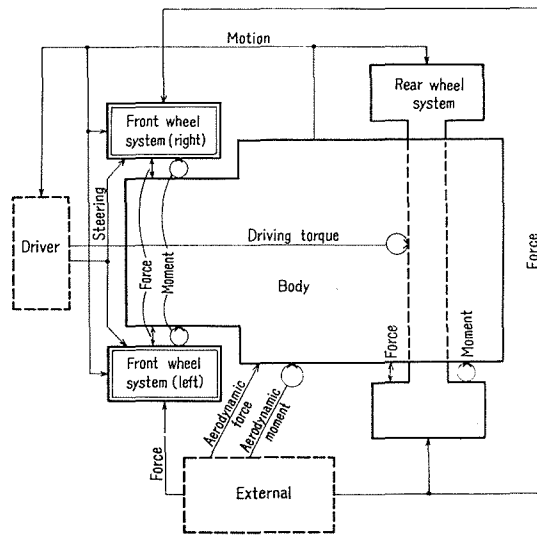 Motion
Front wheel
system (right)
Rear wheel
system
Steering
Driver
Driving torque
Force
Moment
Body
Force
Force
Moment
Front wheel
system (left)
Aerodynamic
force
Aerodynamic
moment
Force
External